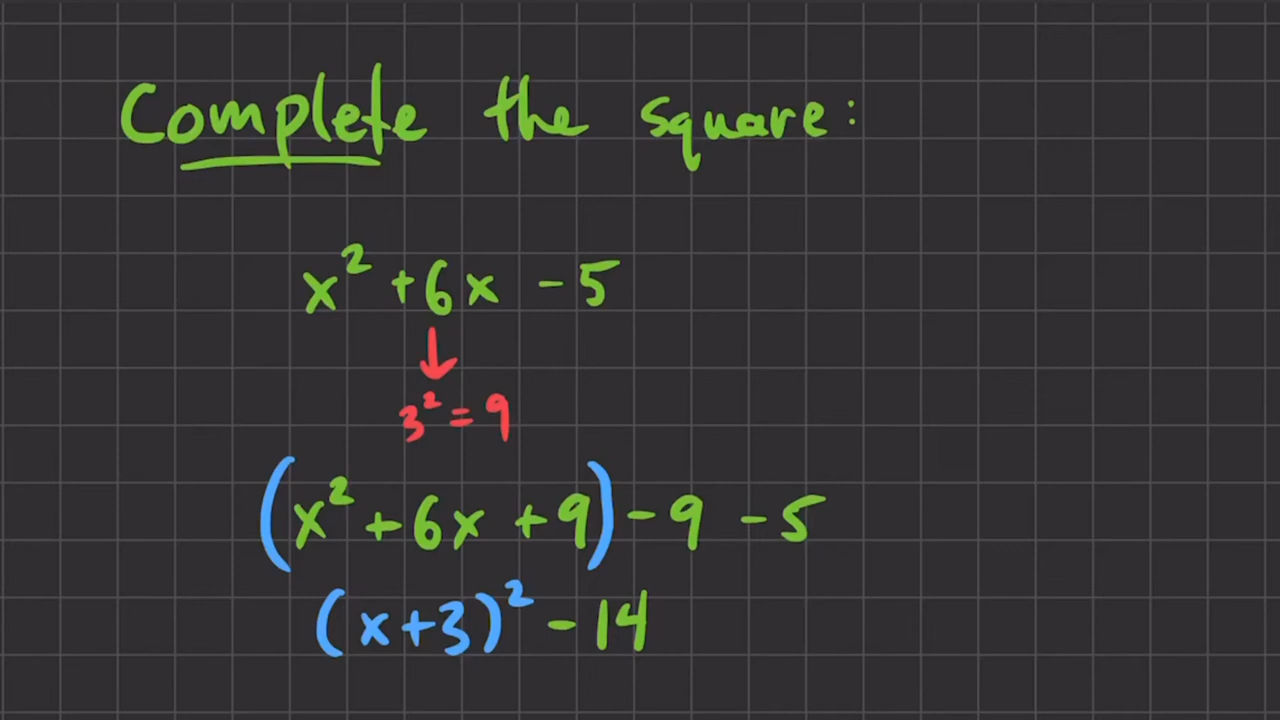 Complete the square:
x² + 6x - 5
3² = 9
(x² + 6x + 9) - 9 - 5
(x + 3)² - 14